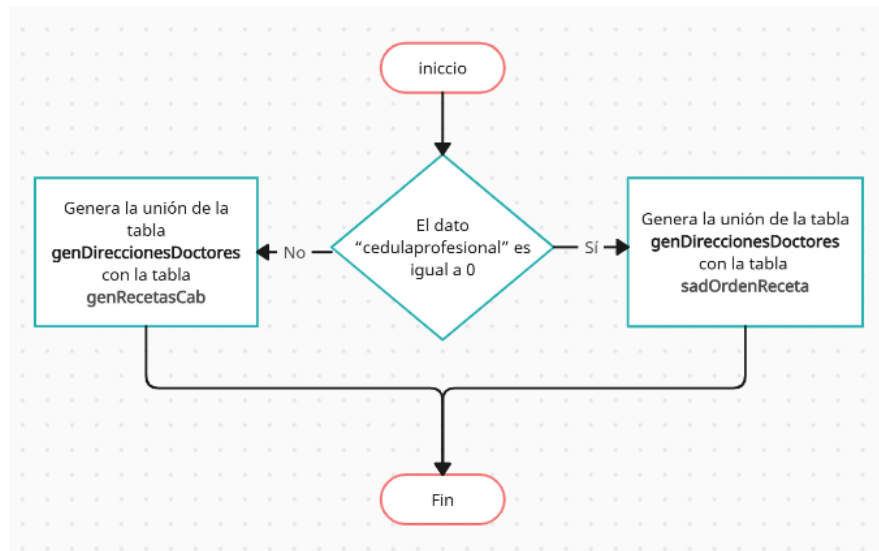 iniccio
Genera la unión de la
tabla
genDireccionesDoctores
con la tabla
genRecetasCab
No
El dato
“cedulaprofesional” es
igual a 0
Sí
Genera la unión de la tabla
genDireccionesDoctores
con la tabla
sadOrdenReceta
Fin